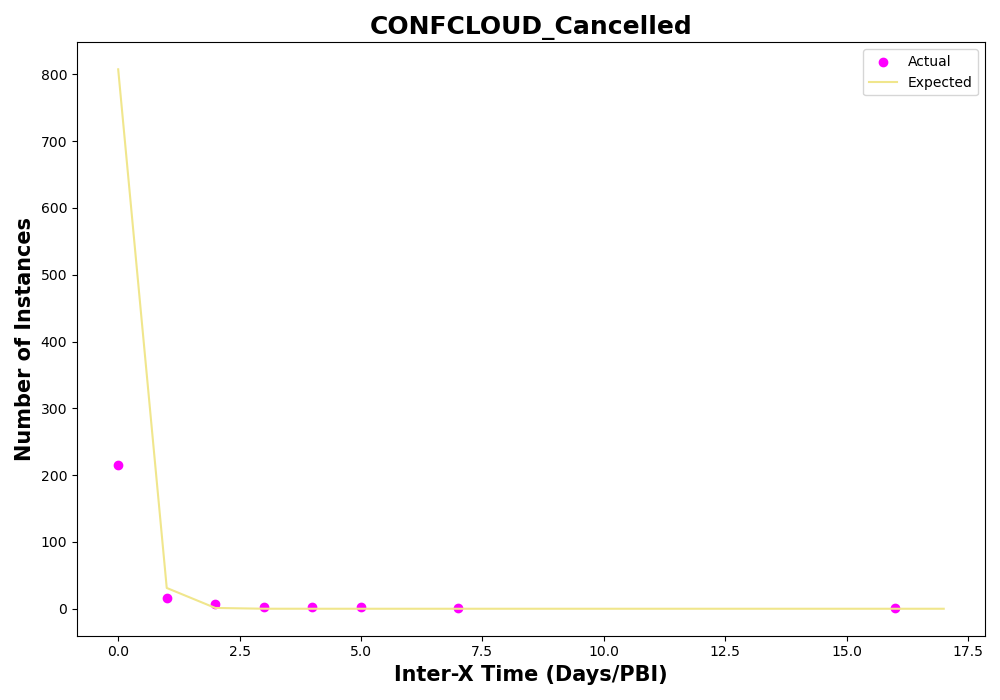 CONFCLOUD_Cancelled
Actual
Expected
Number of Instances
800
700
600
500
400
300
200
100
0
0.0 2.5 5.0 7.5 10.0 12.5 15.0 17.5
Inter-X Time (Days/PBI)